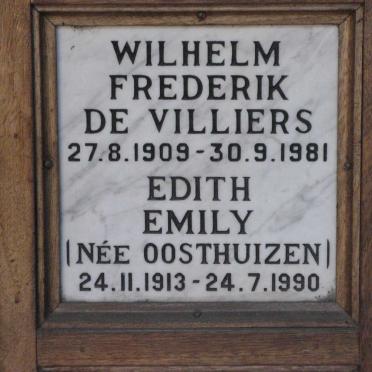 WILHELM
FREDERIK
DE VILLIERS
27.8.1909 - 30.9.1981
EDITH
EMILY
(NÉE OOSTHUIZEN)
24.11.1913 - 24.7.1990